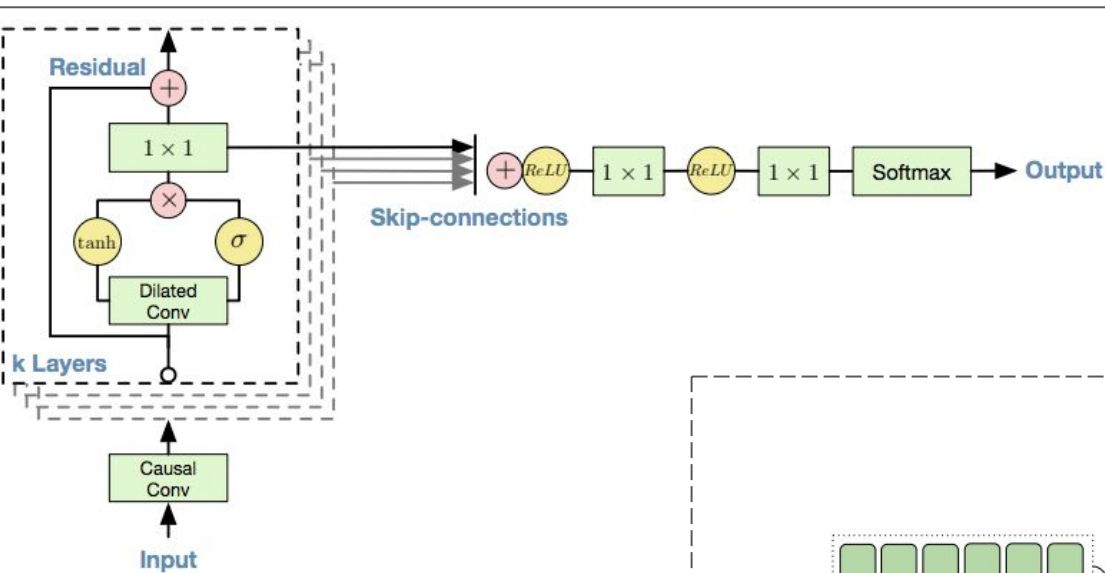 Residual
+
1 × 1
×
tanh
σ
Dilated
Conv
k Layers
Causal
Conv
Input
Skip-connections
+
ReLU
1 × 1
ReLU
1 × 1
Softmax
Output